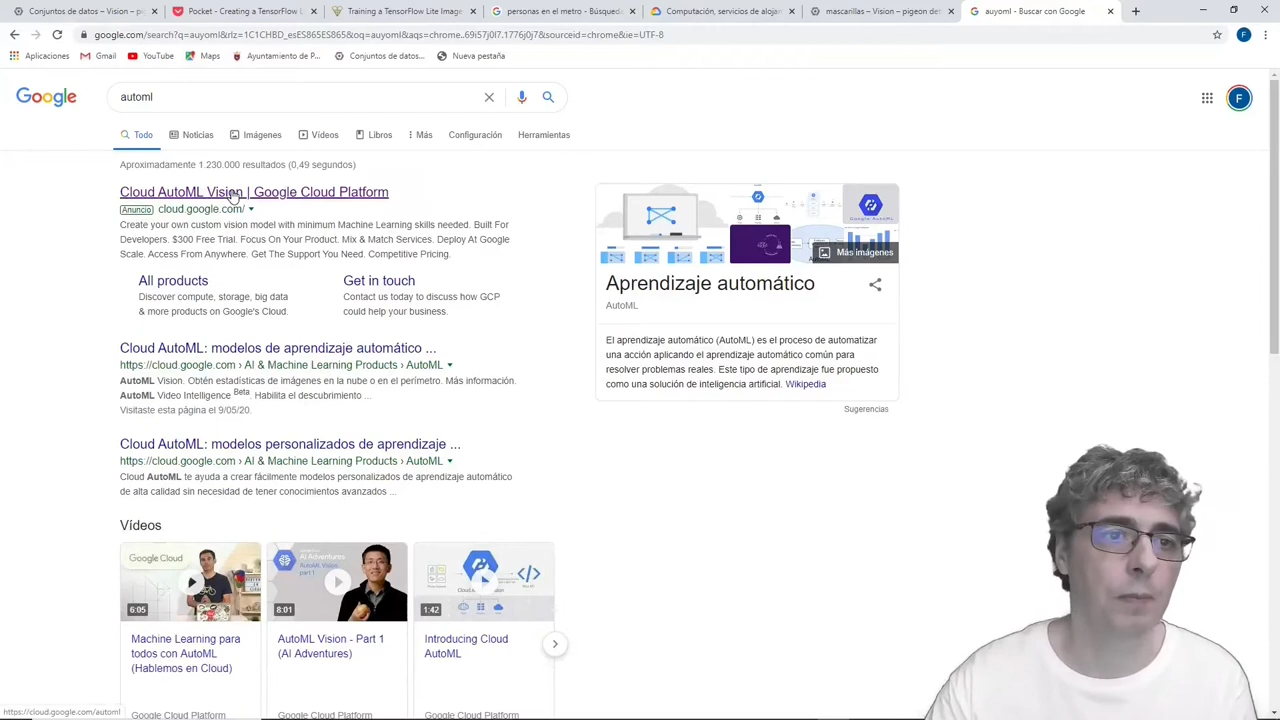 Conjuntos de datos – Vision – p
Pocket - Creating a TensorFlow L
Training a TensorFlow Lite Image
personas en el metro - Búsqueda
Computación, servicios de alojam
mascarillas – Vision – pigeon det
auyoml - Buscar con Google
google.com/search?q=auyoml&rlz=1C1CHBD_esES865ES865&oq=auyoml&aqs=chrome..69i57j0l7.1776j0j7&sourceid=chrome&ie=UTF-8
F
Aplicaciones
Gmail
YouTube
Maps
Ayuntamiento de P...
Conjuntos de datos...
Nueva pestaña
Google
automl
F
Todo
Noticias
Imágenes
Vídeos
Libros
Más
Configuración
Herramientas
Aproximadamente 1.230.000 resultados (0,49 segundos)
Cloud AutoML Vision | Google Cloud Platform
Anuncio cloud.google.com/
Create your own custom vision model with minimum Machine Learning skills needed. Built For
Developers. $300 Free Trial. Focus On Your Product. Mix & Match Services. Deploy At Google
Scale. Access From Anywhere. Get The Support You Need. Competitive Pricing.
All products
Discover compute, storage, big data
& more products on Google's Cloud.
Get in touch
Contact us today to discuss how GCP
could help your business.
Cloud AutoML: modelos de aprendizaje automático ...
https://cloud.google.com › AI & Machine Learning Products › AutoML
AutoML Vision. Obtén estadísticas de imágenes en la nube o en el perímetro. Más información.
AutoML Video Intelligence Beta Habilita el descubrimiento ...
Visitaste esta página el 9/05/20.
Cloud AutoML: modelos personalizados de aprendizaje ...
https://cloud.google.com › AI & Machine Learning Products › AutoML
Cloud AutoML te ayuda a crear fácilmente modelos personalizados de aprendizaje automático
de alta calidad sin necesidad de tener conocimientos avanzados ...
Vídeos
Google Cloud
6:05
Machine Learning para
todos con AutoML
(Hablemos en Cloud)
Google Cloud Platform
AI Adventures
AutoML Vision
part 1
8:01
AutoML Vision - Part 1
(AI Adventures)
Google Cloud Platform
1:42
Introducing Cloud
AutoML
Google Cloud Platform
Google AutoML
Más imágenes
Aprendizaje automático
AutoML
El aprendizaje automático (AutoML) es el proceso de automatizar
una acción aplicando el aprendizaje automático común para
resolver problemas reales. Este tipo de aprendizaje fue propuesto
como una solución de inteligencia artificial. Wikipedia
Sugerencias
https://cloud.google.com/automl